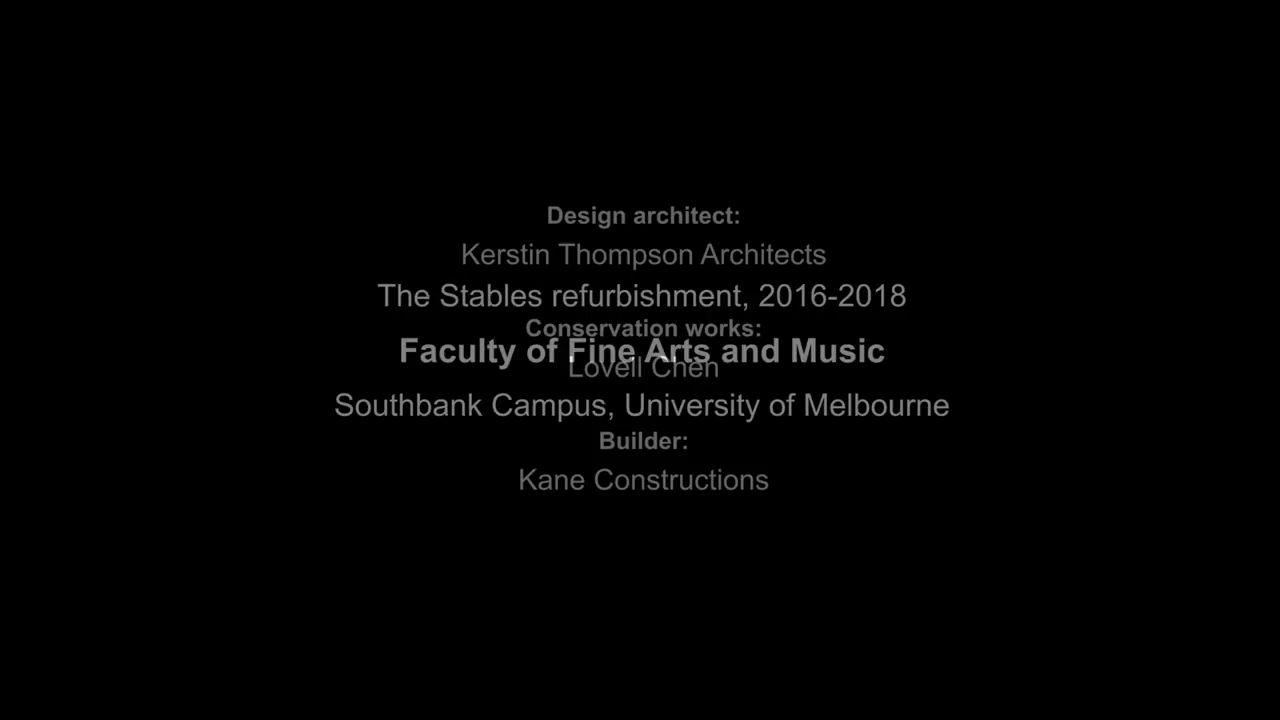 Design architect:
Kerstin Thompson Architects
The Stables refurbishment, 2016-2018
Conservation works:
Faculty of Fine Arts and Music
Lovell Chen
Southbank Campus, University of Melbourne
Builder:
Kane Constructions